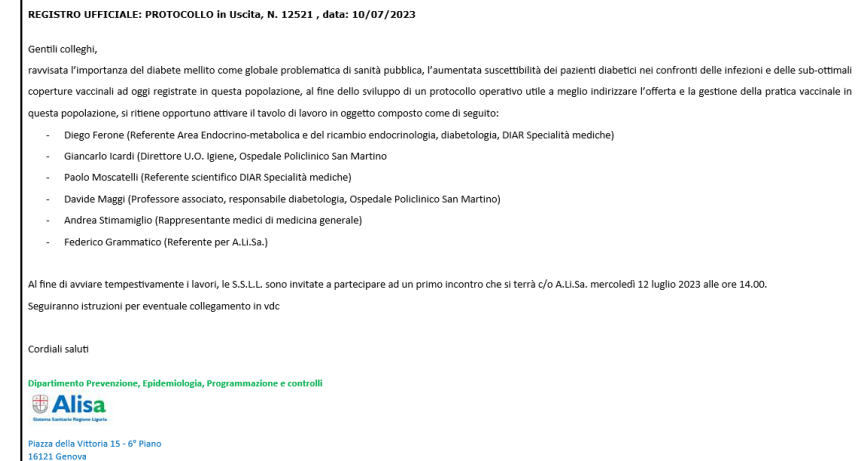 REGISTRO UFFICIALE: PROTOCOLLO in Uscita, N. 12521 , data: 10/07/2023
Gentili colleghi,
ravvisata l'importanza del diabete mellito come globale problematica di sanità pubblica, l'aumentata suscettibilità dei pazienti diabetici nei confronti delle infezioni e delle sub-ottimali
coperture vaccinali ad oggi registrate in questa popolazione, al fine dello sviluppo di un protocollo operativo utile a meglio indirizzare l'offerta e la gestione della pratica vaccinale in
questa popolazione, si ritiene opportuno attivare il tavolo di lavoro in oggetto composto come di seguito:
- Diego Ferone (Referente Area Endocrino-metabolica e del ricambio endocrinologia, diabetologia, DIAR Specialità mediche)
- Giancarlo Icardi (Direttore U.O. Igiene, Ospedale Policlinico San Martino
- Paolo Moscatelli (Referente scientifico DIAR Specialità mediche)
- Davide Maggi (Professore associato, responsabile diabetologia, Ospedale Policlinico San Martino)
- Andrea Stimamiglio (Rappresentante medici di medicina generale)
- Federico Grammatico (Referente per A.Li.Sa.)
Al fine di avviare tempestivamente i lavori, le S.S.L.L. sono invitate a partecipare ad un primo incontro che si terrà c/o A.Li.Sa. mercoledì 12 luglio 2023 alle ore 14.00.
Seguiranno istruzioni per eventuale collegamento in vdc
Cordiali saluti
Dipartimento Prevenzione, Epidemiologia, Programmazione e controlli
Alisa
Sistema Sanitario Regione Liguria
Piazza della Vittoria 15 - 6° Piano
16121 Genova